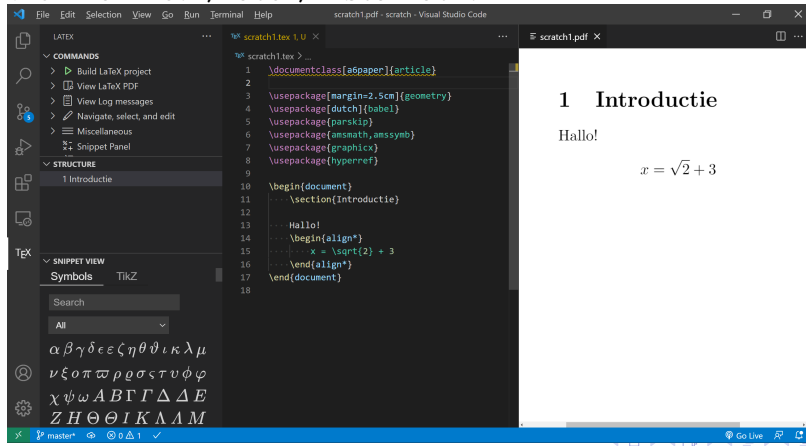 File Edit Selection View Go Run Terminal Help
scratch1.pdf - scratch - Visual Studio Code
LATEX
COMMANDS
Build LaTeX project
View LaTeX PDF
View Log messages
Navigate, select, and edit
Miscellaneous
Snippet Panel
STRUCTURE
1 Introductie
TEX
SNIPPET VIEW
Symbols TikZ
Search
All
α β γ δ ϵ ε ζ η θ ϑ ι κ λ μ
ν ξ ο π ϖ ρ ϱ σ ς τ υ ϕ φ
χ ψ ω A B Γ Γ Δ Δ E
Z H Θ Θ I K Λ Λ M
TEX scratch1.tex 1, U
TEX scratch1.tex > ...
1 \documentclass[a6paper]{article}
2
3 \usepackage[margin=2.5cm]{geometry}
4 \usepackage[dutch]{babel}
5 \usepackage{parskip}
6 \usepackage{amsmath,amssymb}
7 \usepackage{graphicx}
8 \usepackage{hyperref}
9
10 \begin{document}
11 \section{Introductie}
12
13 Hallo!
14 \begin{align*}
15 x = \sqrt{2} + 3
16 \end{align*}
17 \end{document}
18
scratch1.pdf
1 Introductie
Hallo!
x = √2 + 3
master* 0 1 Go Live